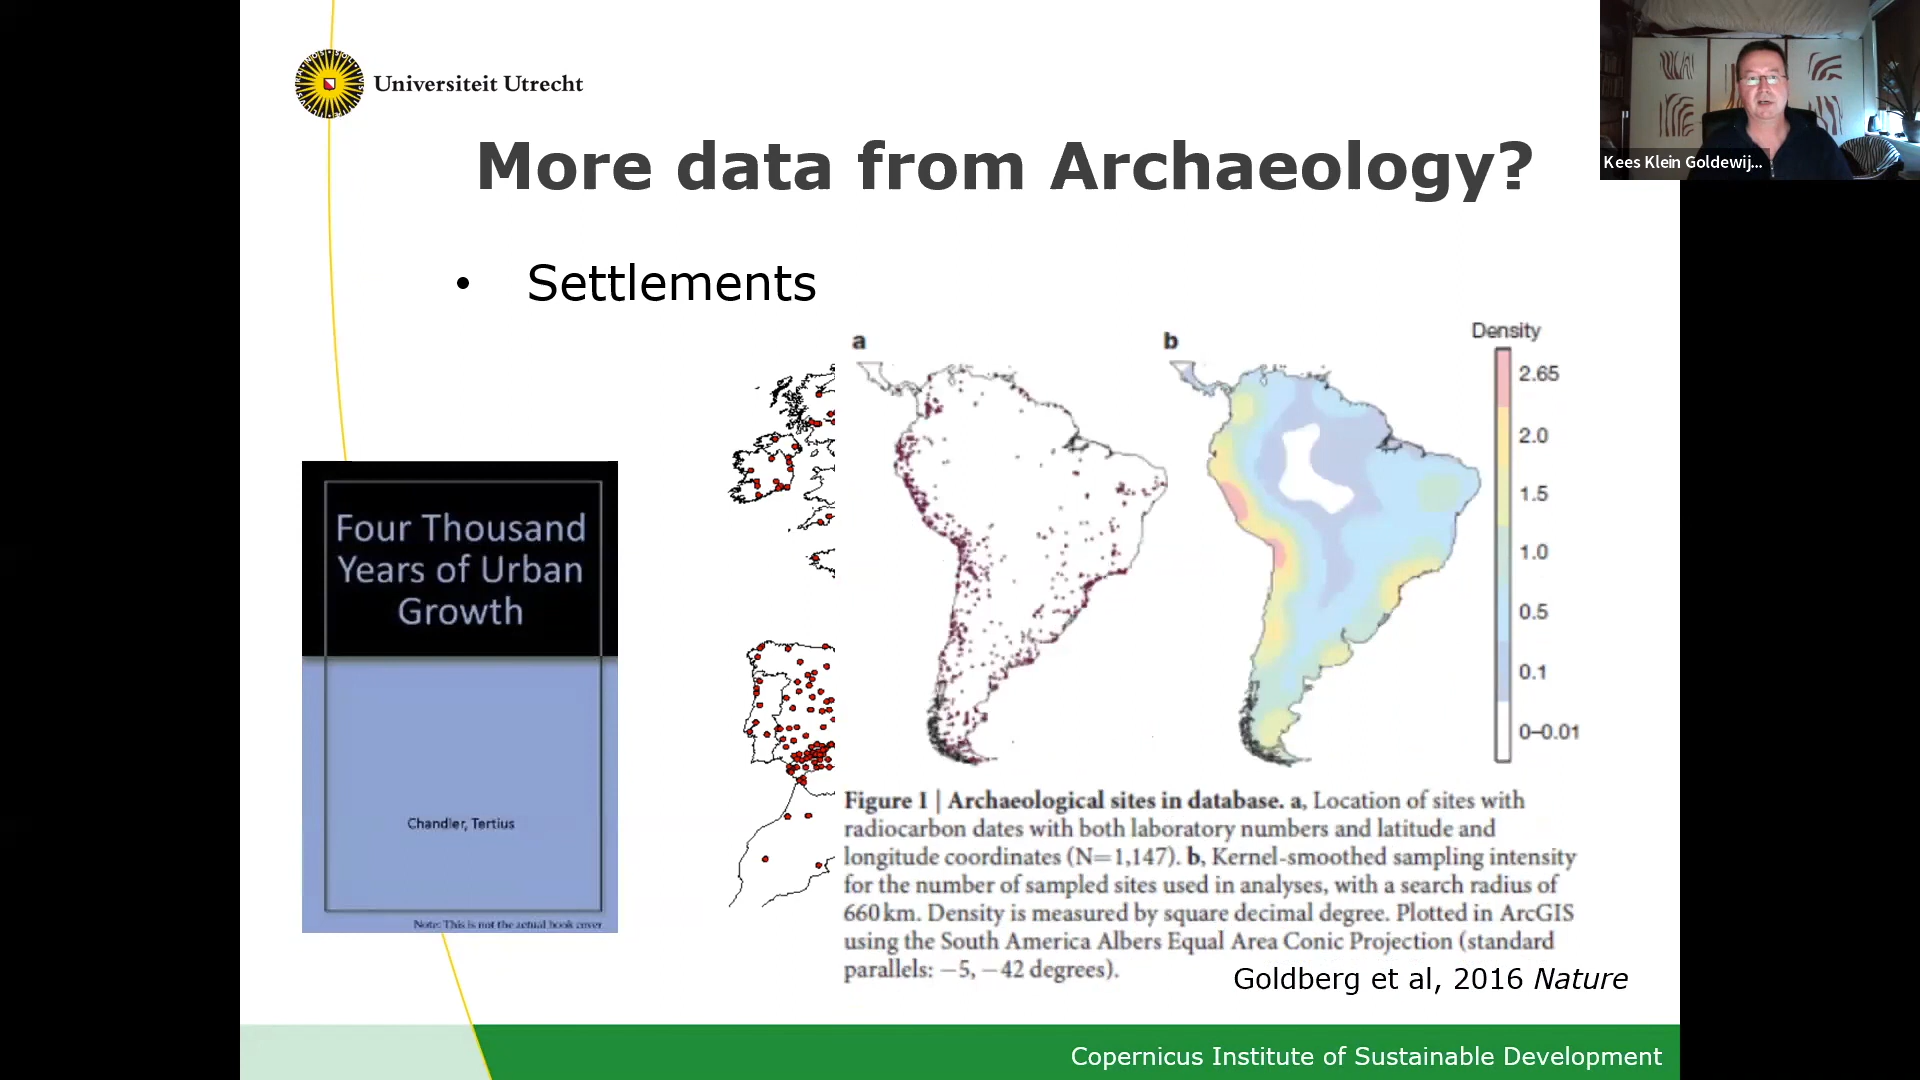 Universiteit Utrecht
Kees Klein Goldewij...
More data from Archaeology?
• Settlements
Four Thousand
Years of Urban
Growth
Chandler, Tertius
Note: This is not the actual book cover
a
b
Density
2.65
2.0
1.5
1.0
0.5
0.1
0–0.01
Figure 1 | Archaeological sites in database. a, Location of sites with
radiocarbon dates with both laboratory numbers and latitude and
longitude coordinates (N=1,147). b, Kernel-smoothed sampling intensity
for the number of sampled sites used in analyses, with a search radius of
660 km. Density is measured by square decimal degree. Plotted in ArcGIS
using the South America Albers Equal Area Conic Projection (standard
parallels: −5, −42 degrees).
Goldberg et al, 2016 Nature
Copernicus Institute of Sustainable Development